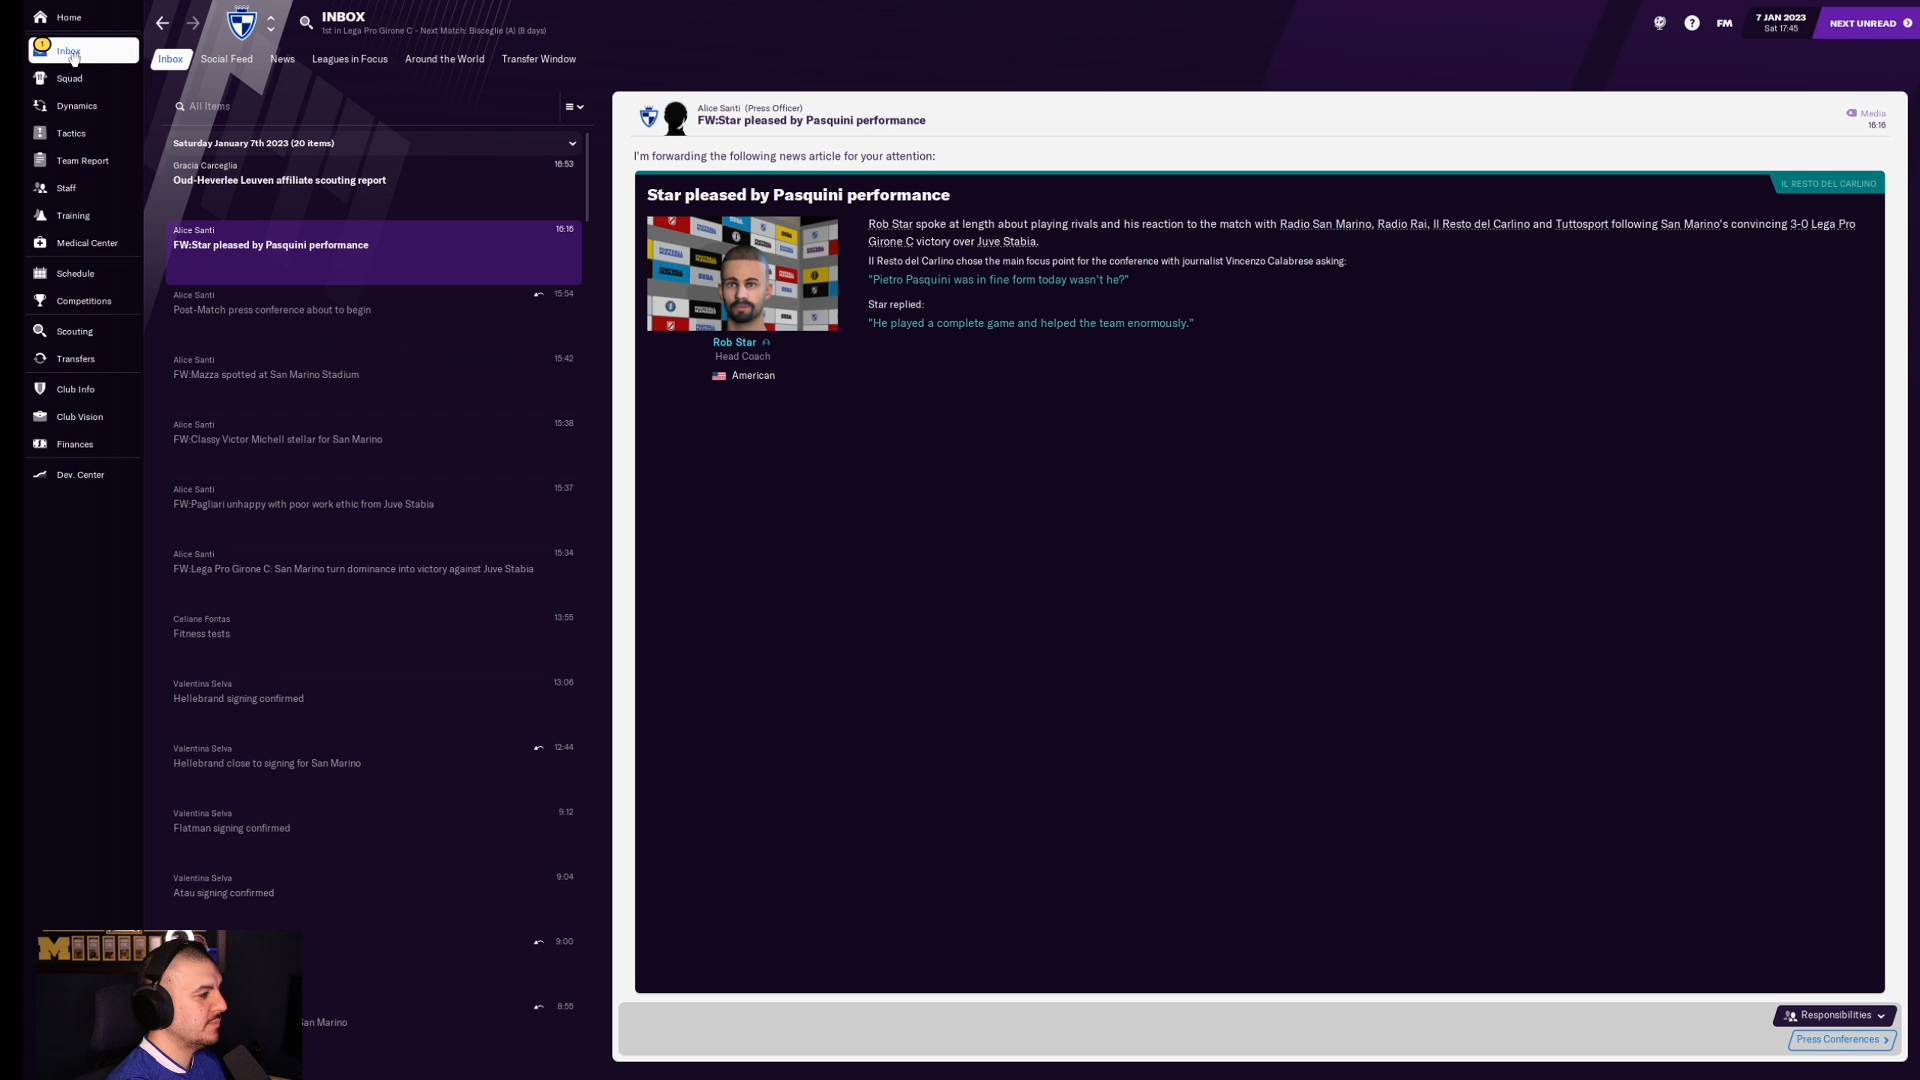 Home
Inbox
1
Squad
Dynamics
Tactics
Team Report
Staff
Training
Medical Center
Schedule
Competitions
Scouting
Transfers
Club Info
Club Vision
Finances
Dev. Center
INBOX
1st in Lega Pro Girone C - Next Match: Bisceglie (A) (8 days)
FM
7 JAN 2023
Sat 17:45
NEXT UNREAD
Inbox Social Feed News Leagues in Focus Around the World Transfer Window
All Items
Saturday January 7th 2023 (20 items)
Gracia Carceglia 16:53
Oud-Heverlee Leuven affiliate scouting report
Alice Santi 16:16
FW:Star pleased by Pasquini performance
Alice Santi 15:54
Post-Match press conference about to begin
Alice Santi 15:42
FW:Mazza spotted at San Marino Stadium
Alice Santi 15:38
FW:Classy Victor Michell stellar for San Marino
Alice Santi 15:37
FW:Pagliari unhappy with poor work ethic from Juve Stabia
Alice Santi 15:34
FW:Lega Pro Girone C: San Marino turn dominance into victory against Juve Stabia
Celiane Fontas 13:55
Fitness tests
Valentina Selva 13:06
Hellebrand signing confirmed
Valentina Selva 12:44
Hellebrand close to signing for San Marino
Valentina Selva 9:12
Flatman signing confirmed
Valentina Selva 9:04
Atau signing confirmed
9:00
8:55
San Marino
M
Alice Santi (Press Officer)
FW:Star pleased by Pasquini performance
Media
16:16
I'm forwarding the following news article for your attention:
IL RESTO DEL CARLINO
Star pleased by Pasquini performance
Rob Star spoke at length about playing rivals and his reaction to the match with Radio San Marino, Radio Rai, Il Resto del Carlino and Tuttosport following San Marino's convincing 3-0 Lega Pro
Girone C victory over Juve Stabia.
Il Resto del Carlino chose the main focus point for the conference with journalist Vincenzo Calabrese asking:
"Pietro Pasquini was in fine form today wasn't he?"
Star replied:
"He played a complete game and helped the team enormously."
Rob Star
Head Coach
American
Responsibilities
Press Conferences